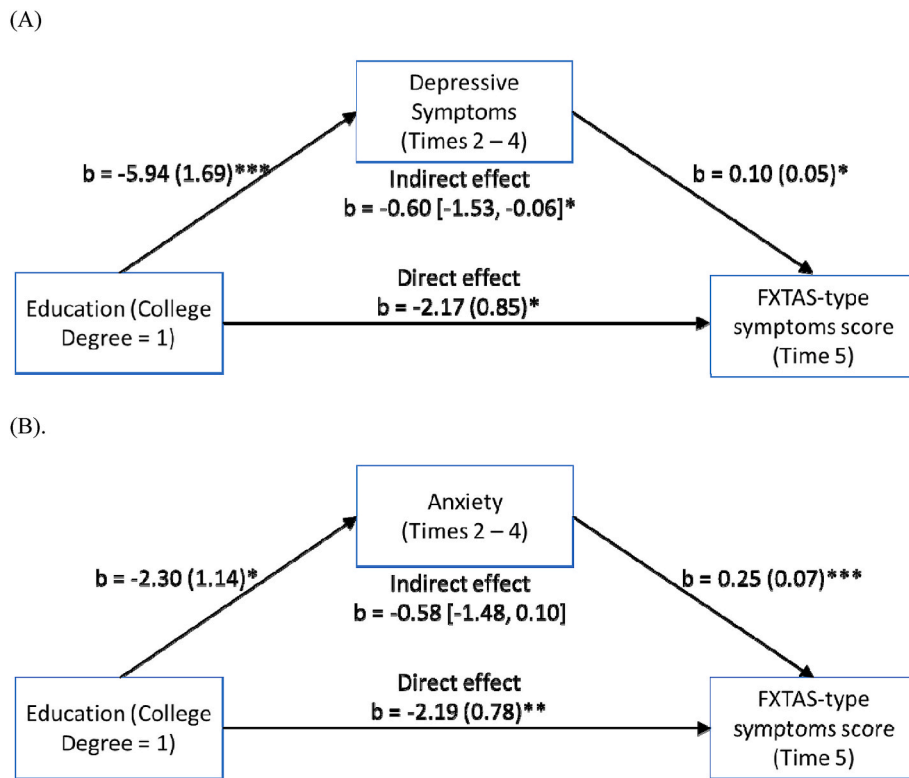 (A)
Depressive
Symptoms
(Times 2 – 4)
b = -5.94 (1.69)***
Indirect effect
b = -0.60 [-1.53, -0.06]*
b = 0.10 (0.05)*
Education (College
Degree = 1)
Direct effect
b = -2.17 (0.85)*
FXTAS-type
symptoms score
(Time 5)
(B).
Anxiety
(Times 2 – 4)
b = -2.30 (1.14)*
Indirect effect
b = -0.58 [-1.48, 0.10]
b = 0.25 (0.07)***
Education (College
Degree = 1)
Direct effect
b = -2.19 (0.78)**
FXTAS-type
symptoms score
(Time 5)